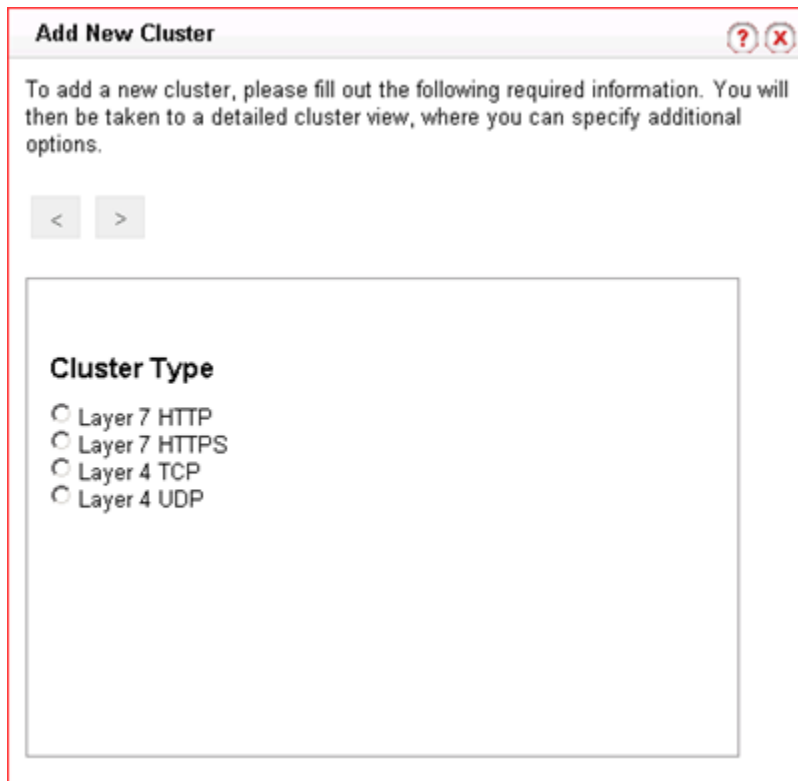 Add New Cluster
? X
To add a new cluster, please fill out the following required information. You will
then be taken to a detailed cluster view, where you can specify additional
options.
< >
Cluster Type
Layer 7 HTTP
Layer 7 HTTPS
Layer 4 TCP
Layer 4 UDP